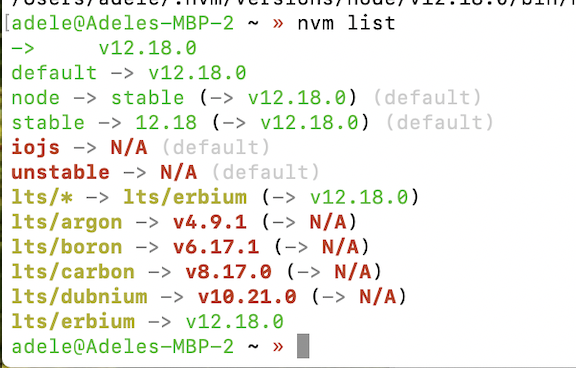 [adele@Adeles-MBP-2 ~ » nvm list
-> v12.18.0
default -> v12.18.0
node -> stable (-> v12.18.0) (default)
stable -> 12.18 (-> v12.18.0) (default)
iojs -> N/A (default)
unstable -> N/A (default)
lts/* -> lts/erbium (-> v12.18.0)
lts/argon -> v4.9.1 (-> N/A)
lts/boron -> v6.17.1 (-> N/A)
lts/carbon -> v8.17.0 (-> N/A)
lts/dubnium -> v10.21.0 (-> N/A)
lts/erbium -> v12.18.0
adele@Adeles-MBP-2 ~ »